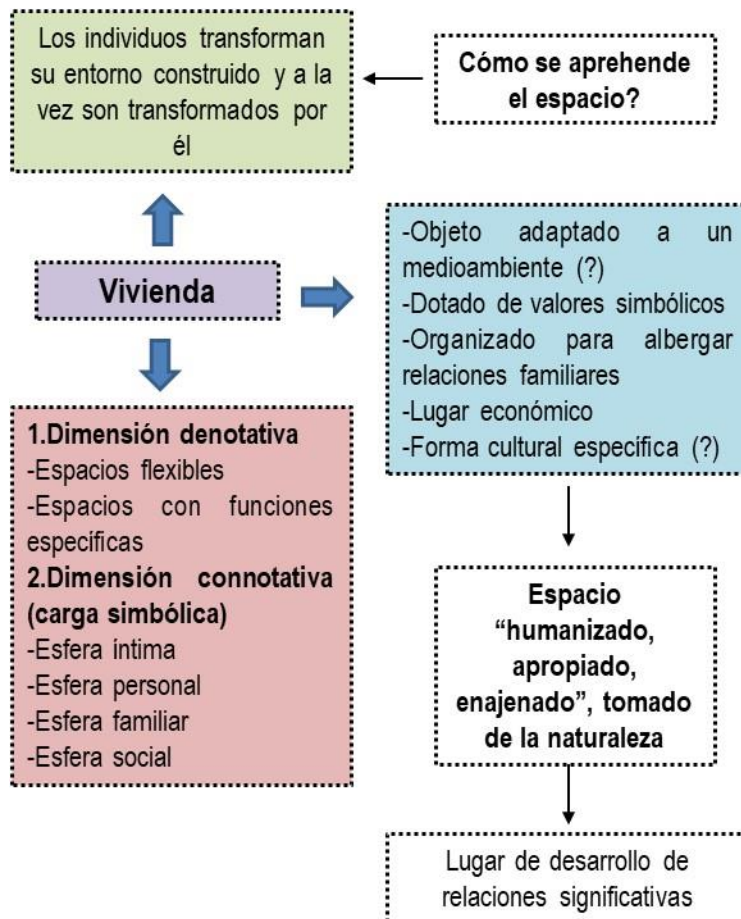 Los individuos transforman
su entorno construido y a la
vez son transformados por
él
Cómo se aprehende
el espacio?
Vivienda
-Objeto adaptado a un
medioambiente (?)
-Dotado de valores simbólicos
-Organizado para albergar
relaciones familiares
-Lugar económico
-Forma cultural específica (?)
1.Dimensión denotativa
-Espacios flexibles
-Espacios con funciones
específicas
2.Dimensión connotativa
(carga simbólica)
-Esfera íntima
-Esfera personal
-Esfera familiar
-Esfera social
Espacio
“humanizado,
apropiado,
enajenado”, tomado
de la naturaleza
Lugar de desarrollo de
relaciones significativas